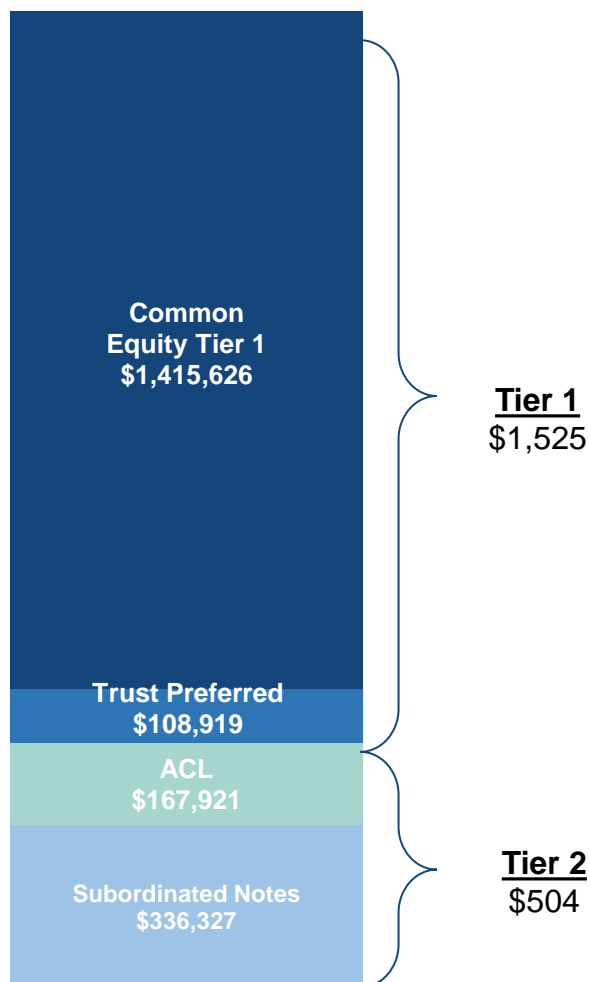 Common
Equity Tier 1
$1,415,626
Tier 1
$1,525
Trust Preferred
$108,919
ACL
$167,921
Tier 2
$504
Subordinated Notes
$336,327